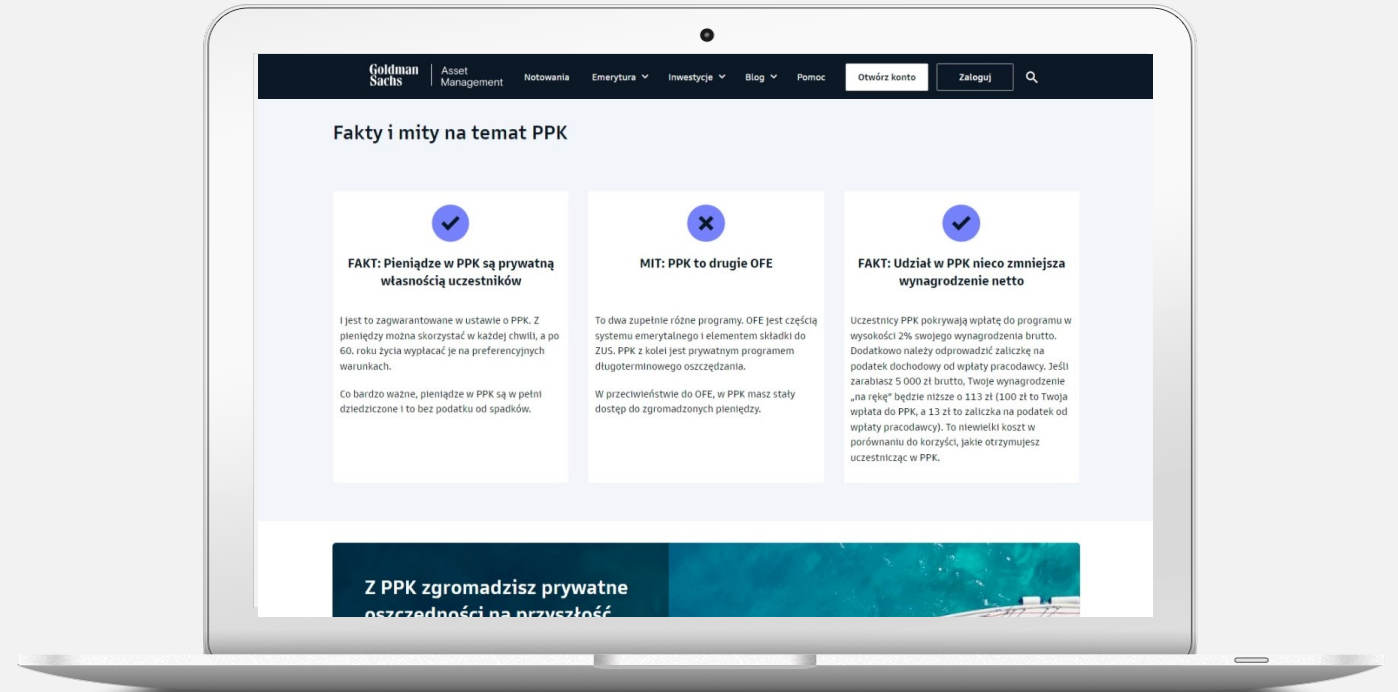 Goldman
Sachs
Asset
Management
Notowania
Emerytura
Inwestycje
Blog
Pomoc
Otwórz konto
Zaloguj
Fakty i mity na temat PPK
FAKT: Pieniądze w PPK są prywatną
własnością uczestników
I jest to zagwarantowane w ustawie o PPK. Z
pieniędzy można skorzystać w każdej chwili, a po
60. roku życia wypłacać je na preferencyjnych
warunkach.
Co bardzo ważne, pieniądze w PPK są w pełni
dziedziczone i to bez podatku od spadków.
MIT: PPK to drugie OFE
To dwa zupełnie różne programy. OFE jest częścią
systemu emerytalnego i elementem składki do
ZUS. PPK z kolei jest prywatnym programem
długoterminowego oszczędzania.
W przeciwieństwie do OFE, w PPK masz stały
dostęp do zgromadzonych pieniędzy.
FAKT: Udział w PPK nieco zmniejsza
wynagrodzenie netto
Uczestnicy PPK pokrywają wpłatę do programu w
wysokości 2% swojego wynagrodzenia brutto.
Dodatkowo należy odprowadzić zaliczkę na
podatek dochodowy od wpłaty pracodawcy. Jeśli
zarabiasz 5 000 zł brutto, Twoje wynagrodzenie
„na rękę" będzie niższe o 113 zł (100 zł to Twoja
wpłata do PPK, a 13 zł to zaliczka na podatek od
wpłaty pracodawcy). To niewielki koszt w
porównaniu do korzyści, jakie otrzymujesz
uczestnicząc w PPK.
Z PPK zgromadzisz prywatne
oszczędności na przyszłość